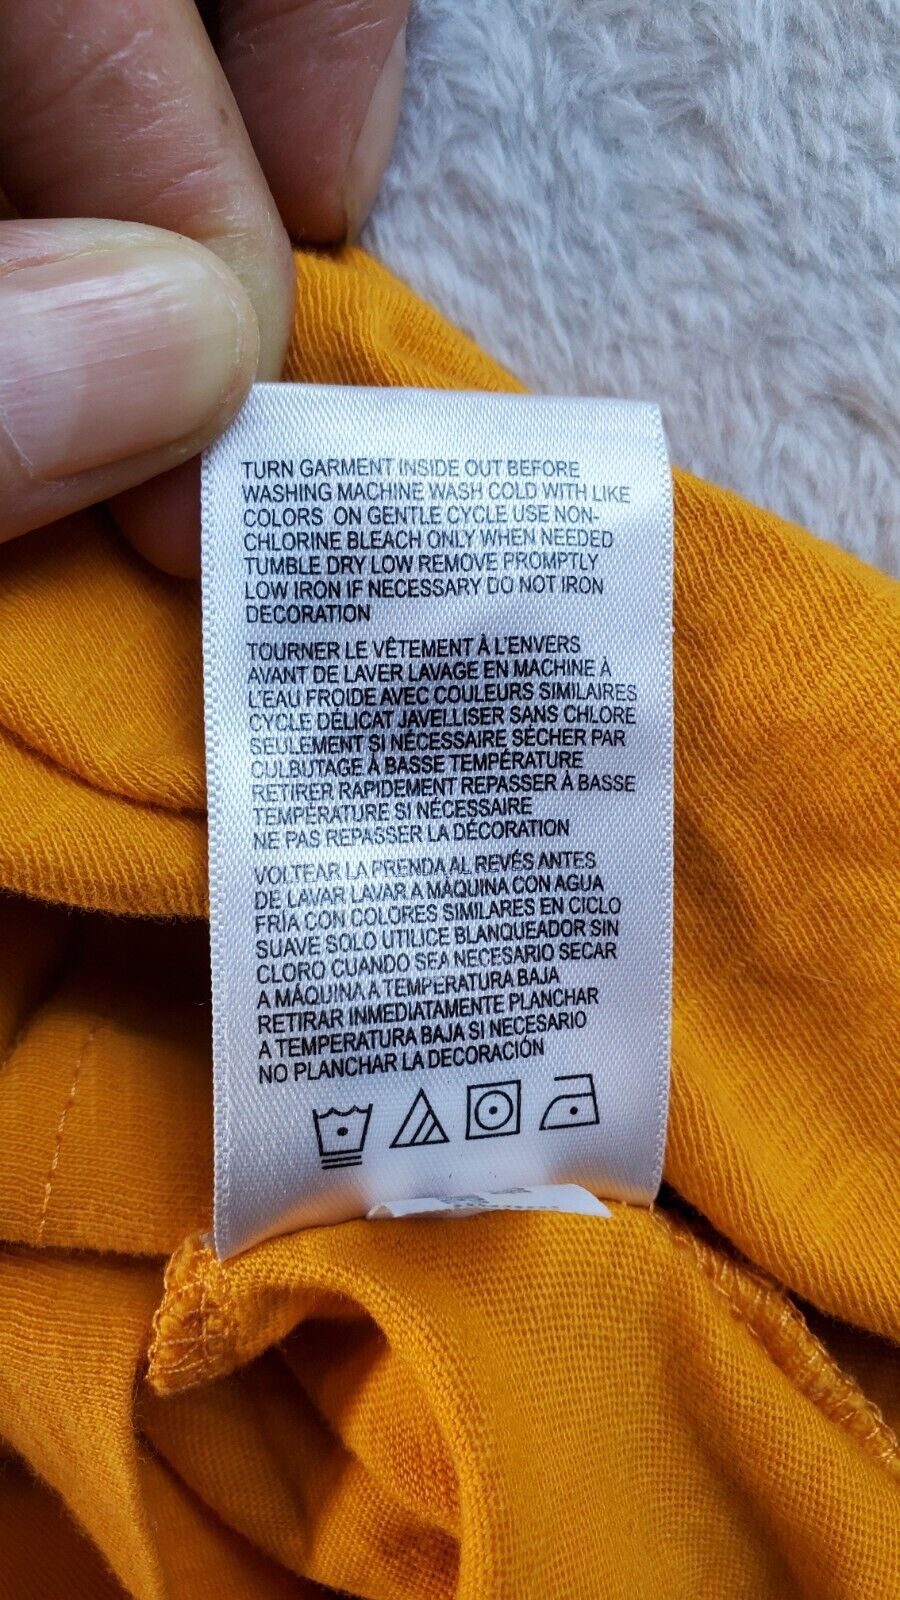 TURN GARMENT INSIDE OUT BEFORE
WASHING MACHINE WASH COLD WITH LIKE
COLORS ON GENTLE CYCLE USE NON-
CHLORINE BLEACH ONLY WHEN NEEDED
TUMBLE DRY LOW REMOVE PROMPTLY
LOW IRON IF NECESSARY DO NOT IRON
DECORATION
TOURNER LE VÊTEMENT À L'ENVERS
AVANT DE LAVER LAVAGE EN MACHINE À
L'EAU FROIDE AVEC COULEURS SIMILAIRES
CYCLE DÉLICAT JAVELLISER SANS CHLORE
SEULEMENT SI NÉCESSAIRE SÉCHER PAR
CULBUTAGE À BASSE TEMPÉRATURE
RETIRER RAPIDEMENT REPASSER À BASSE
TEMPÉRATURE SI NÉCESSAIRE
NE PAS REPASSER LA DÉCORATION
VOLTEAR LA PRENDA AL REVÉS ANTES
DE LAVAR LAVAR A MÁQUINA CON AGUA
FRÍA CON COLORES SIMILARES EN CICLO
SUAVE SOLO UTILICE BLANQUEADOR SIN
CLORO CUANDO SEA NECESARIO SECAR
A MÁQUINA A TEMPERATURA BAJA
RETIRAR INMEDIATAMENTE PLANCHAR
A TEMPERATURA BAJA SI NECESARIO
NO PLANCHAR LA DECORACIÓN